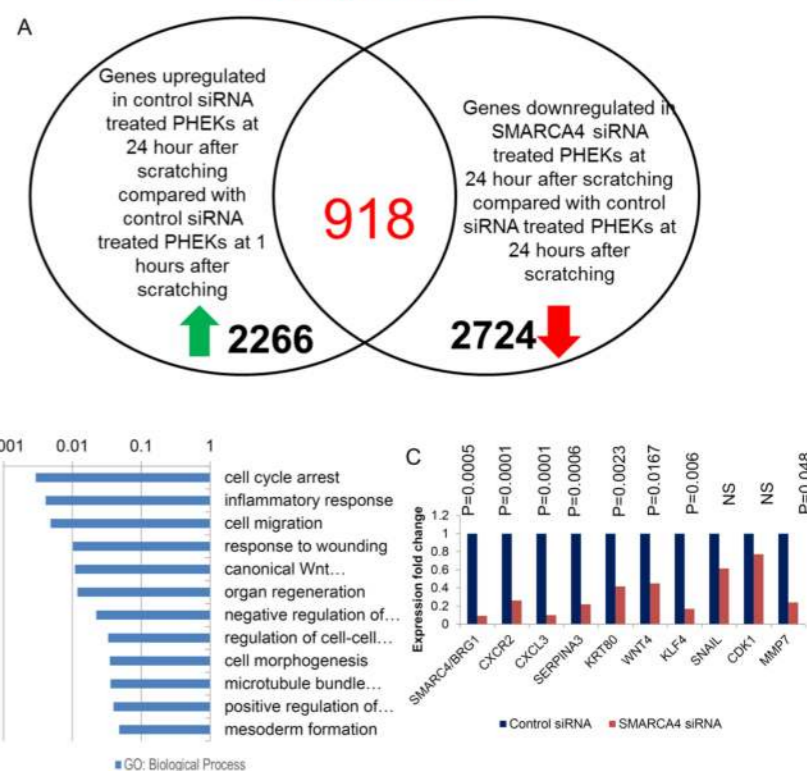 A
Genes upregulated
in control siRNA
treated PHEKs at
24 hour after
scratching
compared with
control siRNA
treated PHEKs at 1
hours after
scratching
2266
918
Genes downregulated in
SMARCA4 siRNA
treated PHEKs at
24 hour after scratching
compared with control
siRNA treated PHEKs at
24 hours after
scratching
2724
001 0.01 0.1 1
cell cycle arrest
inflammatory response
cell migration
response to wounding
canonical Wnt…
organ regeneration
negative regulation of…
regulation of cell-cell…
cell morphogenesis
microtubule bundle…
positive regulation of…
mesoderm formation
GO: Biological Process
C
P=0.0005
P=0.0001
P=0.0001
P=0.0006
P=0.0023
P=0.0167
P=0.006
NS
NS
P=0.048
Expression fold change
1.2
1
0.8
0.6
0.4
0.2
0
SMARC4/BRG1
CXCR2
CXCL3
SERPINA3
KRT80
WNT4
KLF4
SNAIL
CDK1
MMP7
Control siRNA SMARCA4 siRNA